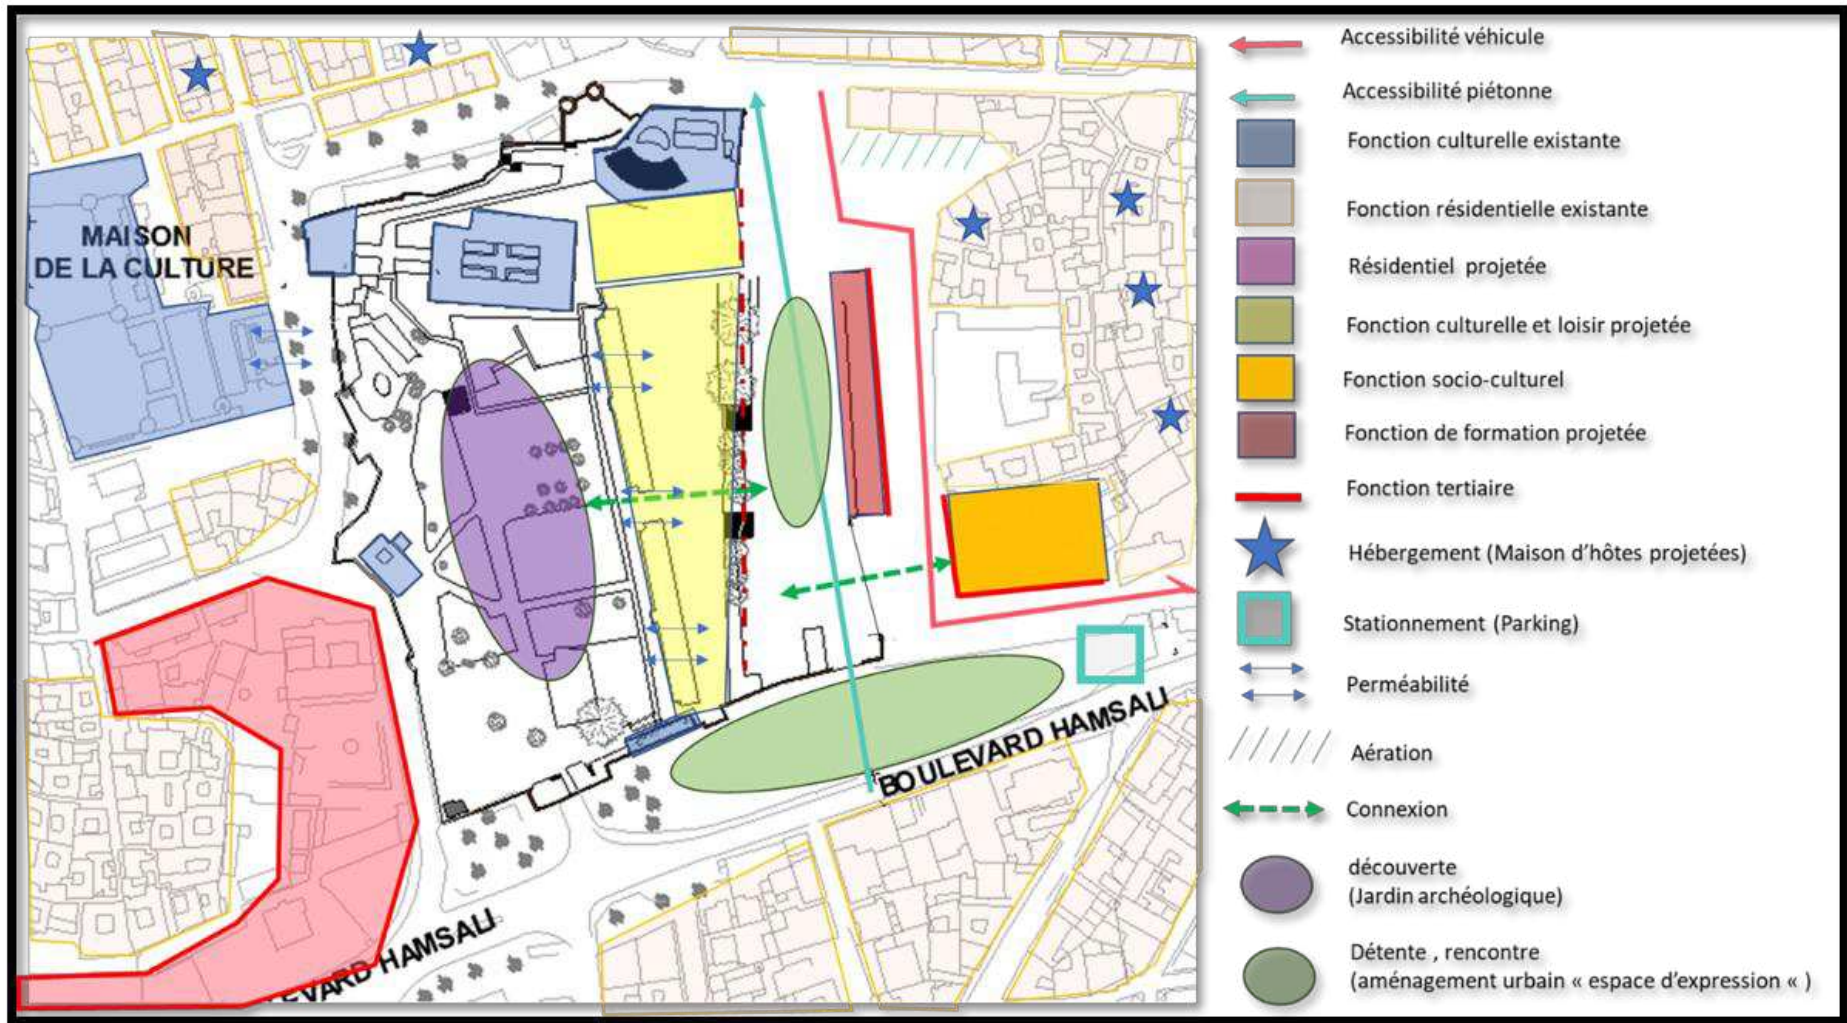 MAISON
DE LA CULTURE
BOULEVARD HAMSALI
EVARD HAMSALI
Accessibilité véhicule
Accessibilité piétonne
Fonction culturelle existante
Fonction résidentielle existante
Résidentiel projetée
Fonction culturelle et loisir projetée
Fonction socio-culturel
Fonction de formation projetée
Fonction tertiaire
Hébergement (Maison d'hôtes projetées)
Stationnement (Parking)
Perméabilité
Aération
Connexion
découverte
(Jardin archéologique)
Détente , rencontre
(aménagement urbain « espace d'expression « )